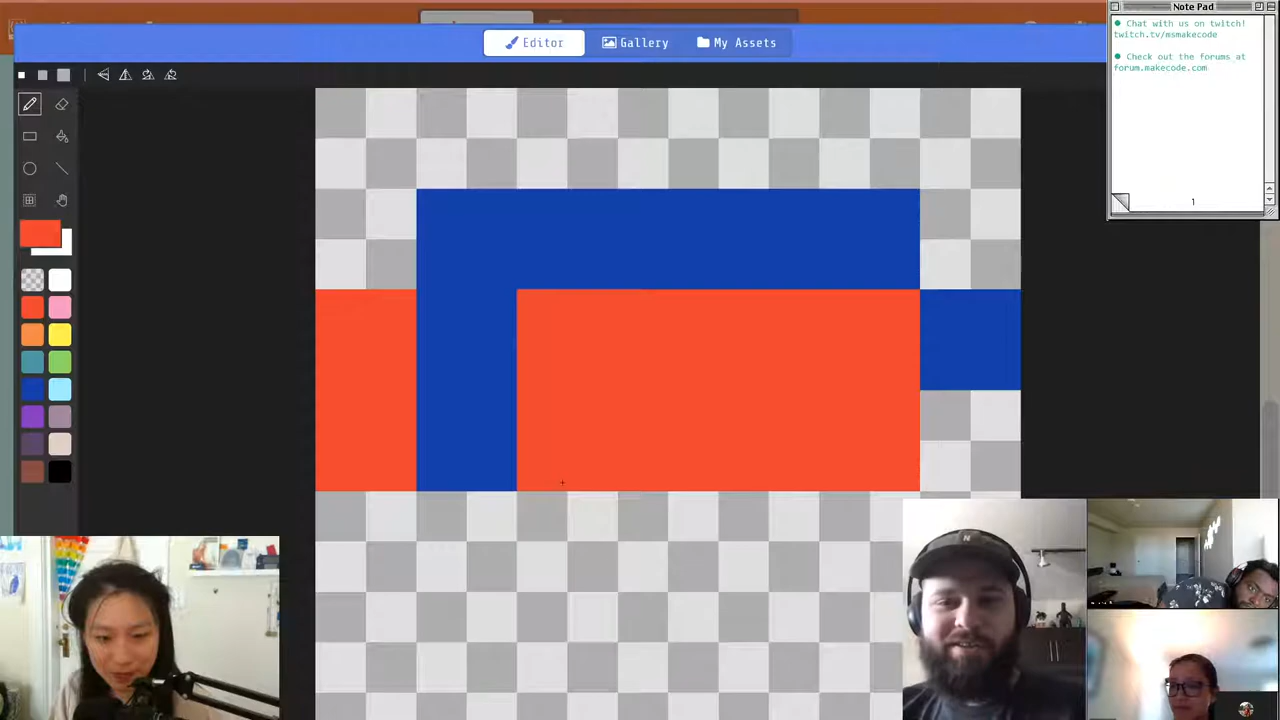 Editor
Gallery
My Assets
Note Pad
Chat with us on twitch!
twitch.tv/msmakecode
Check out the forums at
forum.makecode.com
1
N